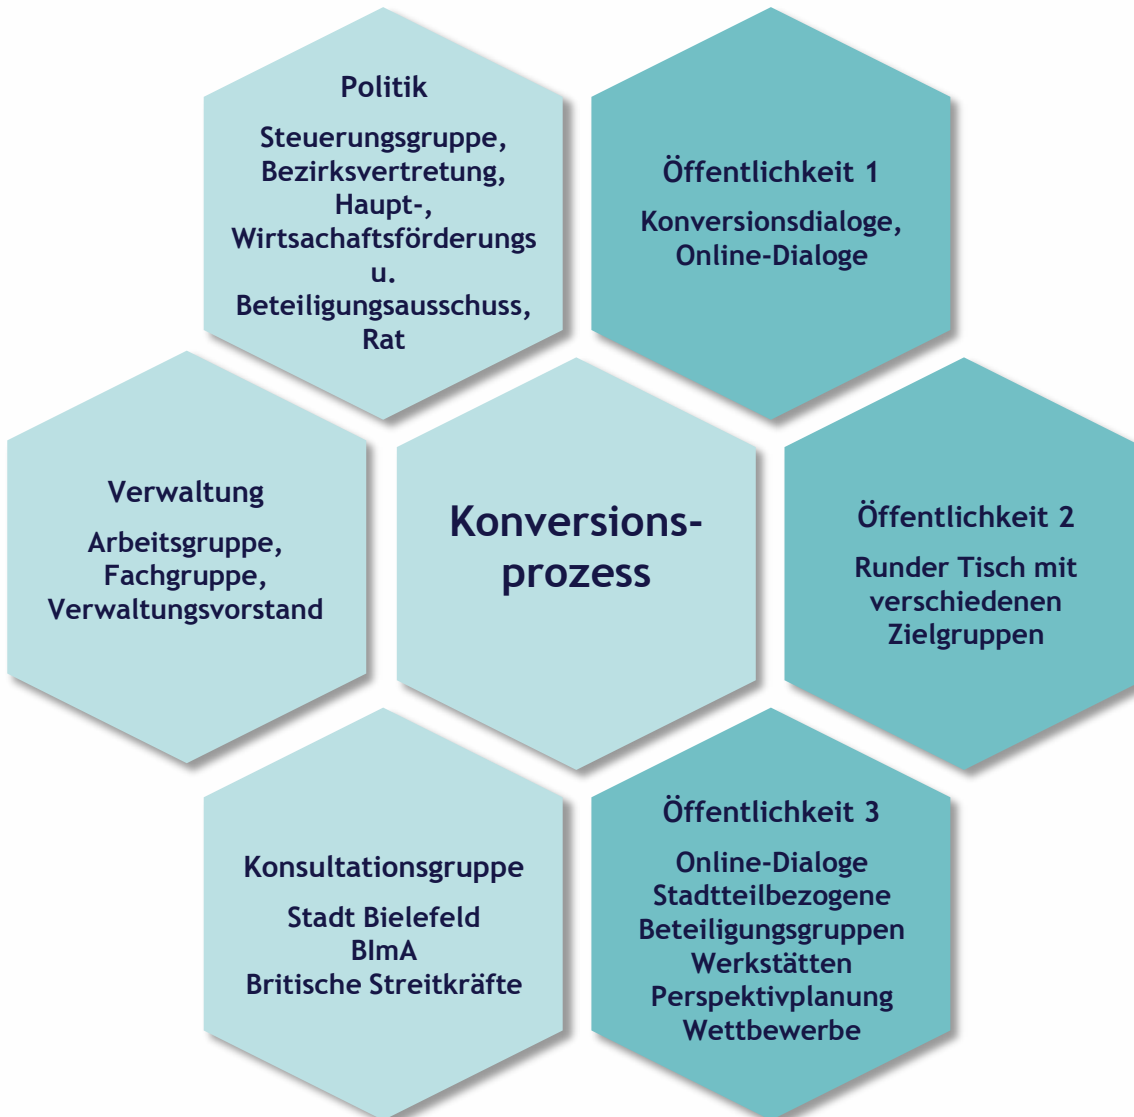 Politik
Steuerungsgruppe,
Bezirksvertretung,
Haupt-,
Wirtsachaftsförderungs
u.
Beteiligungsausschuss,
Rat
Öffentlichkeit 1
Konversionsdialoge,
Online-Dialoge
Verwaltung
Arbeitsgruppe,
Fachgruppe,
Verwaltungsvorstand
Konversions-
prozess
Öffentlichkeit 2
Runder Tisch mit
verschiedenen
Zielgruppen
Konsultationsgruppe
Stadt Bielefeld
BImA
Britische Streitkräfte
Öffentlichkeit 3
Online-Dialoge
Stadtteilbezogene
Beteiligungsgruppen
Werkstätten
Perspektivplanung
Wettbewerbe